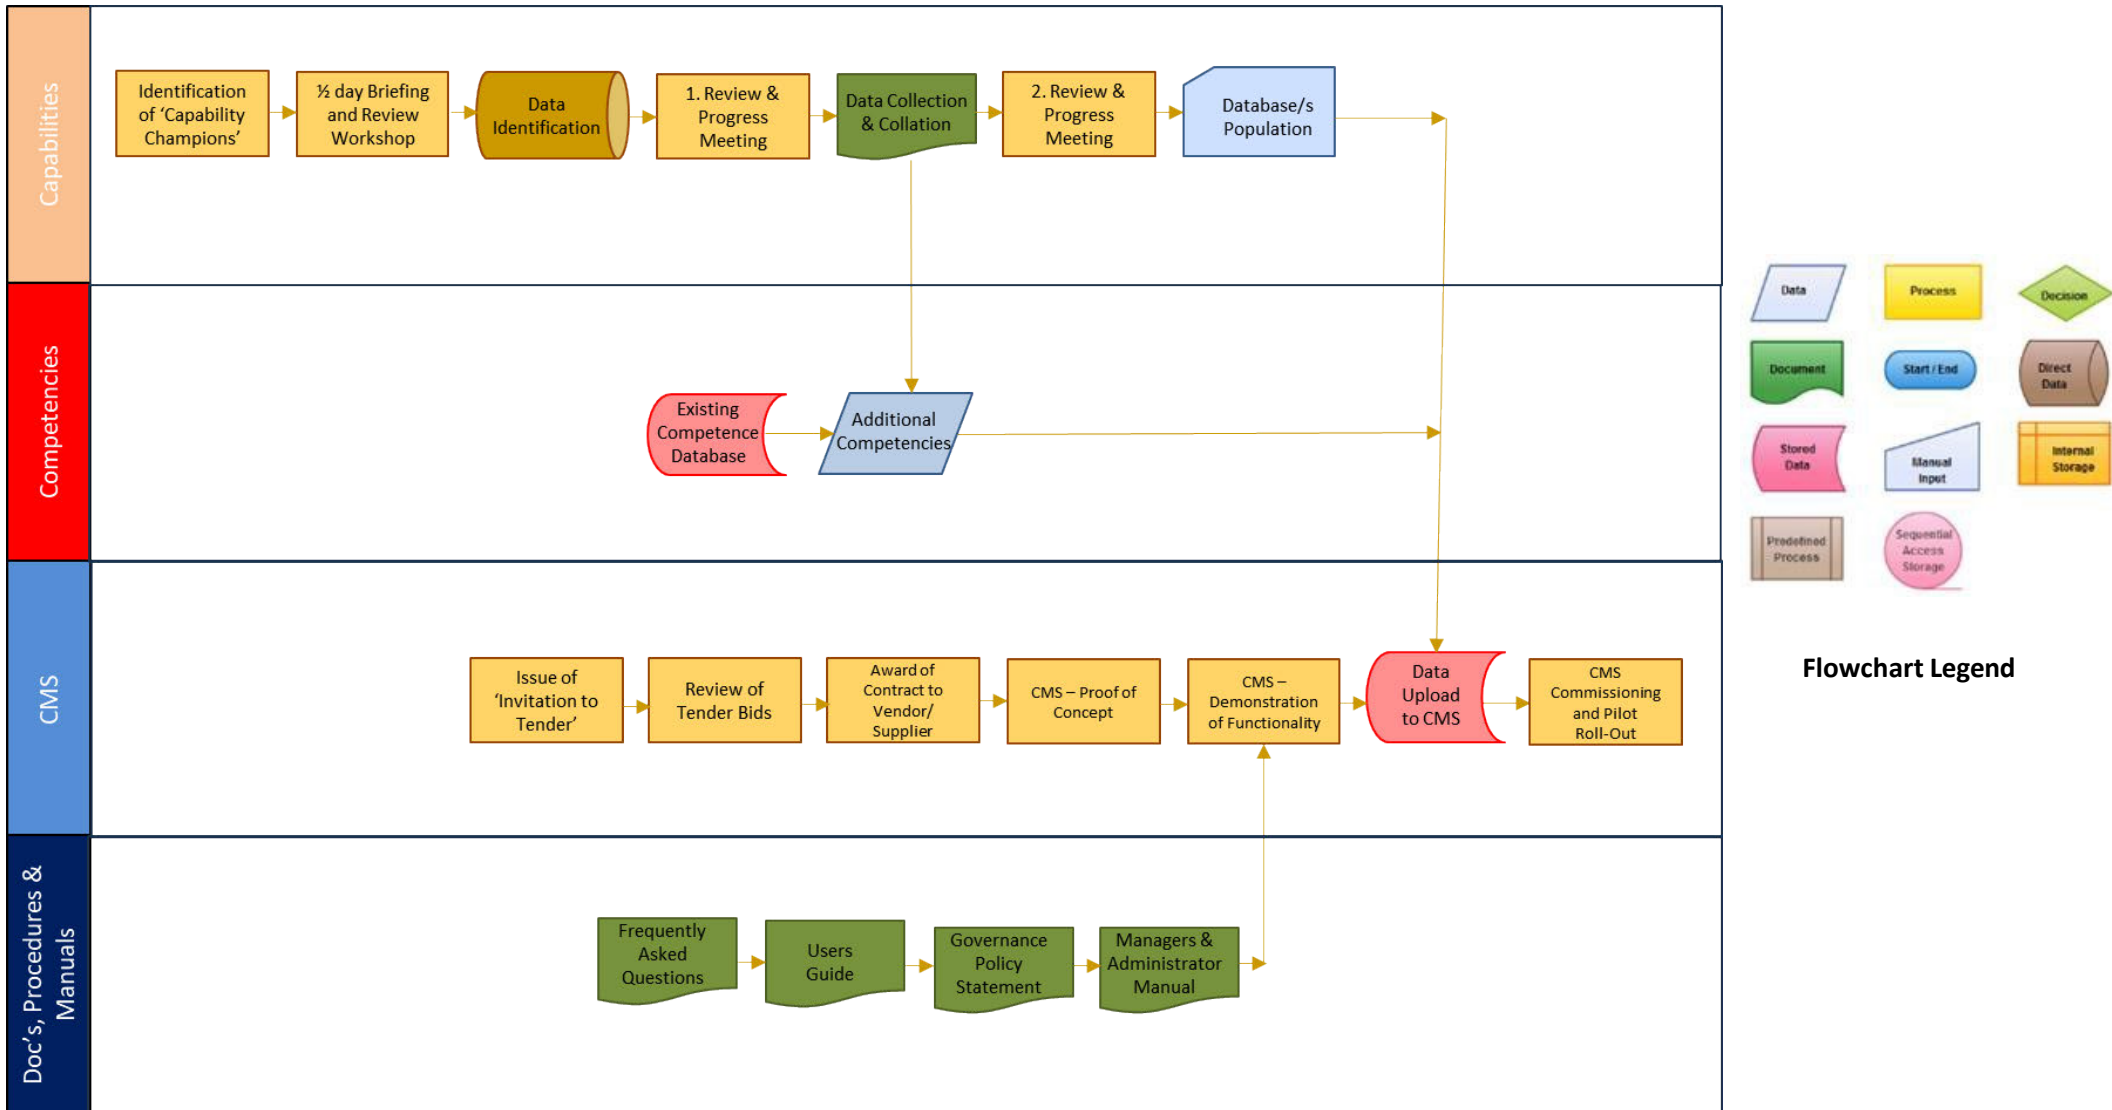 Capabilities
Identification
of ‘Capability
Champions’
½ day Briefing
and Review
Workshop
Data
Identification
1. Review &
Progress
Meeting
Data Collection
& Collation
2. Review &
Progress
Meeting
Database/s
Population
Competencies
Existing
Competence
Database
Additional
Competencies
CMS
Issue of
‘Invitation to
Tender’
Review of
Tender Bids
Award of
Contract to
Vendor/
Supplier
CMS – Proof of
Concept
CMS –
Demonstration
of Functionality
Data
Upload
to CMS
CMS
Commissioning
and Pilot
Roll-Out
Doc’s, Procedures &
Manuals
Frequently
Asked
Questions
Users
Guide
Governance
Policy
Statement
Managers &
Administrator
Manual
Data
Process
Decision
Document
Start / End
Direct
Data
Stored
Data
Manual
Input
Internal
Storage
Predefined
Process
Sequential
Access
Storage
Flowchart Legend